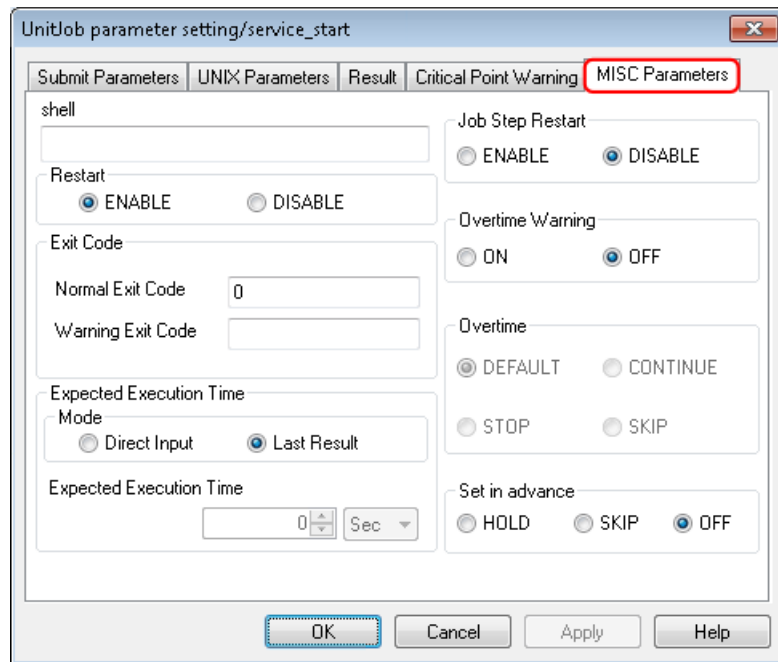 UnitJob parameter setting/service_start
Submit Parameters UNIX Parameters Result Critical Point Warning MISC Parameters
shell
Restart
ENABLE DISABLE
Exit Code
Normal Exit Code 0
Warning Exit Code
Expected Execution Time
Mode
Direct Input Last Result
Expected Execution Time
0 Sec
Job Step Restart
ENABLE DISABLE
Overtime Warning
ON OFF
Overtime
DEFAULT CONTINUE
STOP SKIP
Set in advance
HOLD SKIP OFF
OK Cancel Apply Help